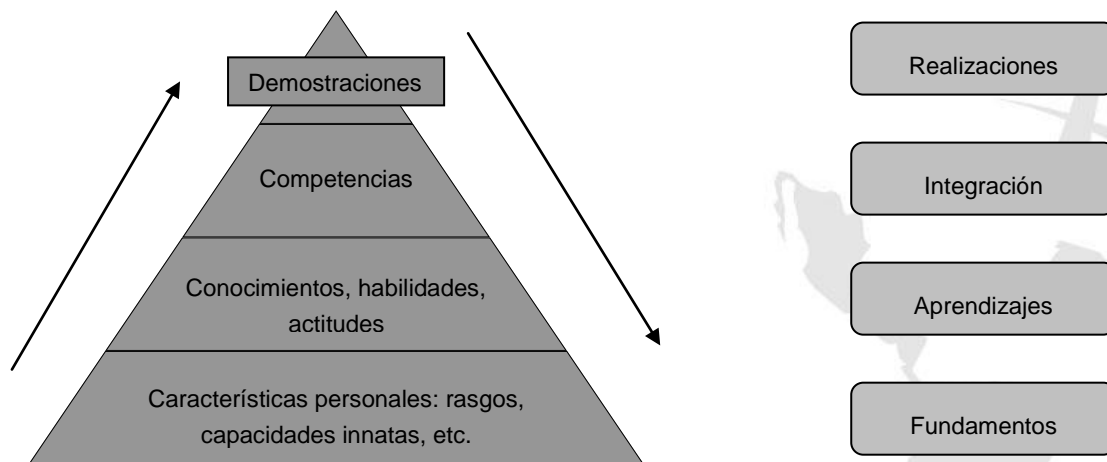 Demostraciones
Realizaciones
Competencias
Integración
Conocimientos, habilidades,
actitudes
Aprendizajes
Características personales: rasgos,
capacidades innatas, etc.
Fundamentos